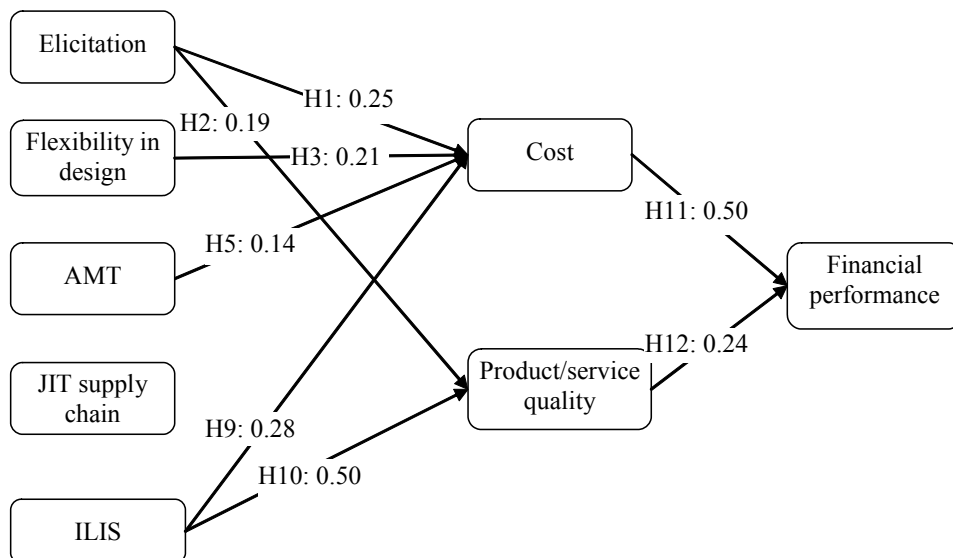 Elicitation
H1: 0.25
H2: 0.19
Flexibility in
design
H3: 0.21
Cost
H5: 0.14
AMT
H11: 0.50
Financial
performance
JIT supply
chain
Product/service
quality
H12: 0.24
H9: 0.28
H10: 0.50
ILIS